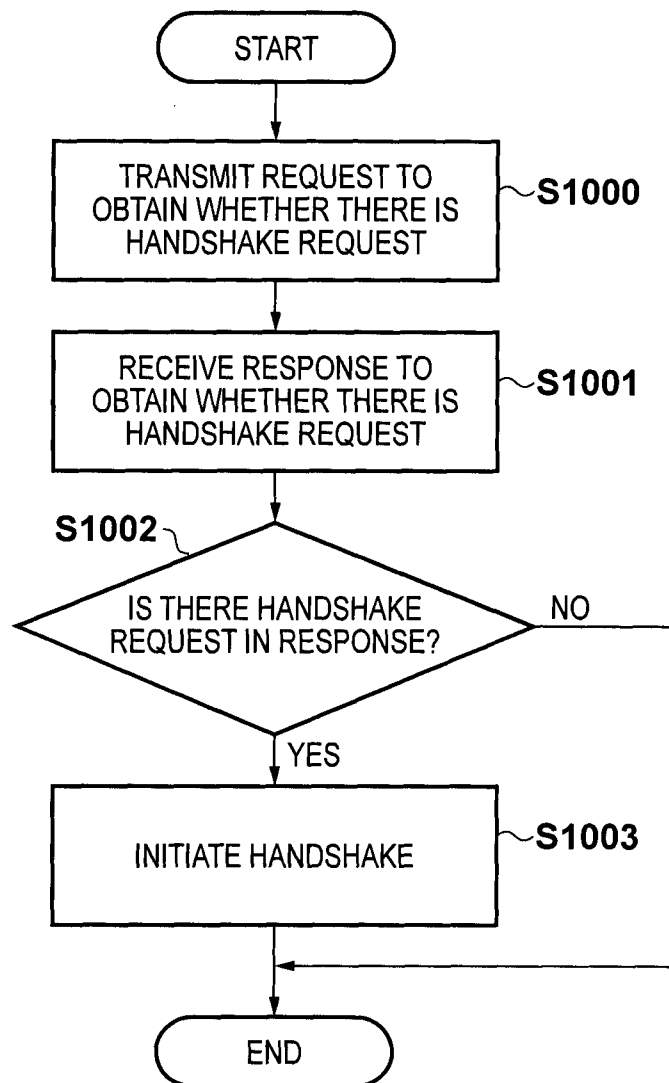 START
TRANSMIT REQUEST TO
OBTAIN WHETHER THERE IS
HANDSHAKE REQUEST
S1000
RECEIVE RESPONSE TO
OBTAIN WHETHER THERE IS
HANDSHAKE REQUEST
S1001
S1002
IS THERE HANDSHAKE
REQUEST IN RESPONSE?
NO
YES
INITIATE HANDSHAKE
S1003
END